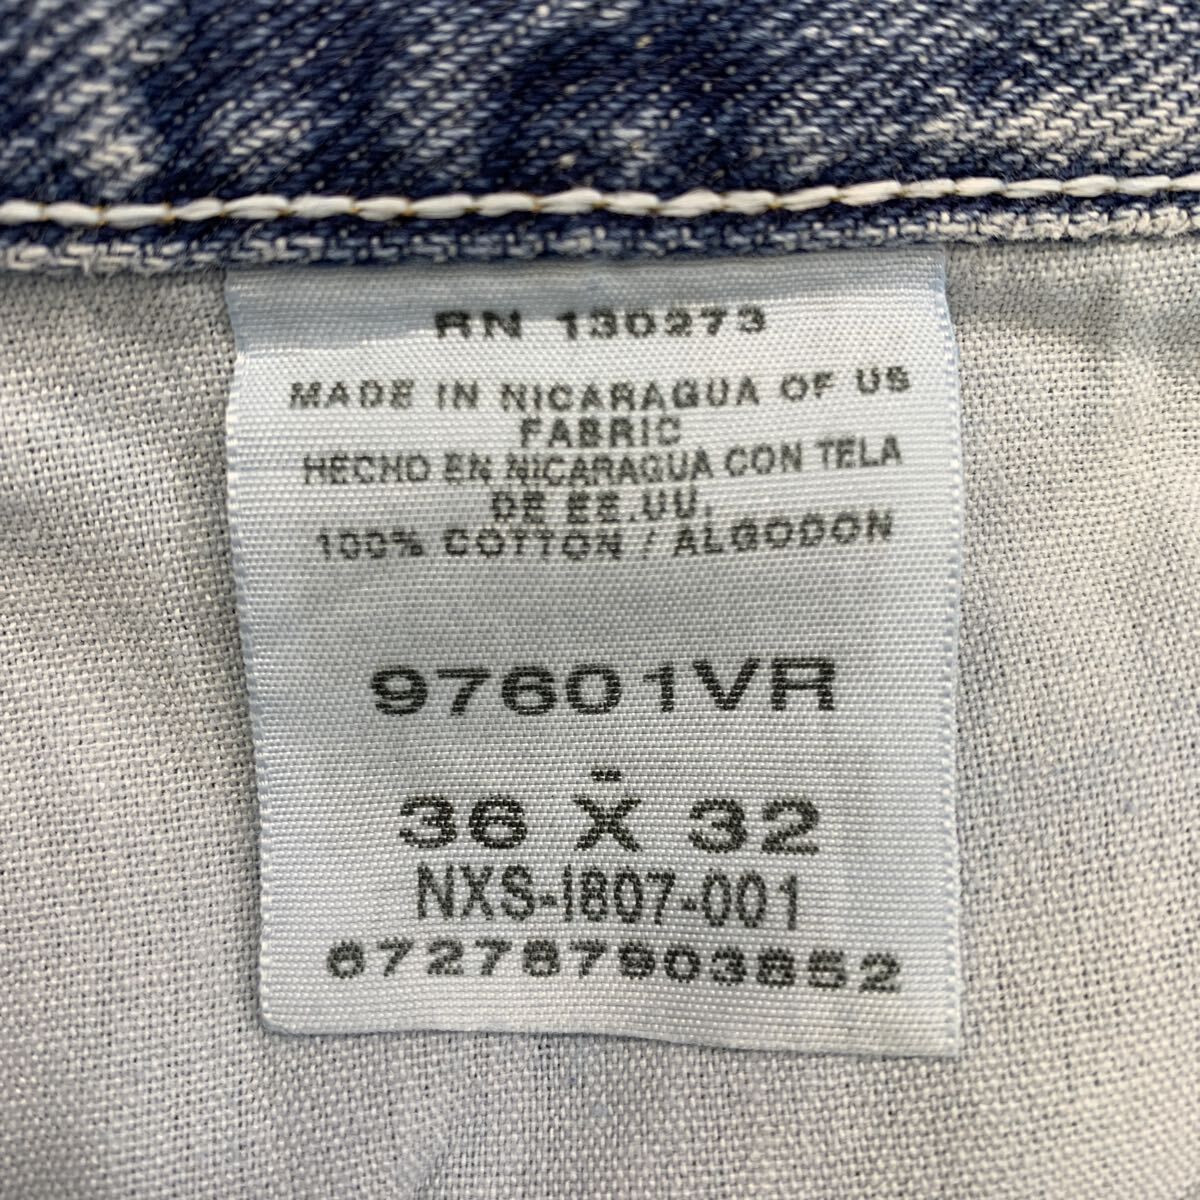 RN 130273
MADE IN NICARAGUA OF US
FABRIC
HECHO EN NICARAGUA CON TELA
DE EE.UU.
100% COTTON / ALGODON
97601VR
-
36 X 32
NXS-I807-001
672787903852